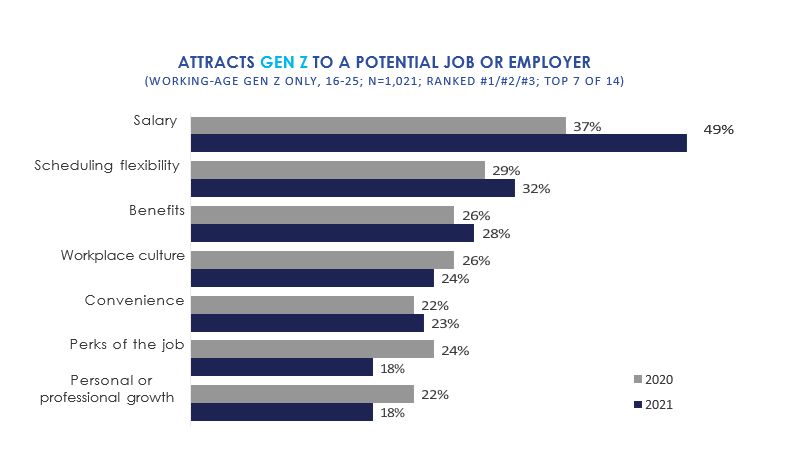 ATTRACTS GEN Z TO A POTENTIAL JOB OR EMPLOYER
(WORKING-AGE GEN Z ONLY, 16-25; N=1,021; RANKED #1/#2/#3; TOP 7 OF 14)
Salary
37%
49%
Scheduling flexibility
29%
32%
Benefits
26%
28%
Workplace culture
26%
24%
Convenience
22%
23%
Perks of the job
24%
18%
Personal or
professional growth
22%
18%
2020
2021